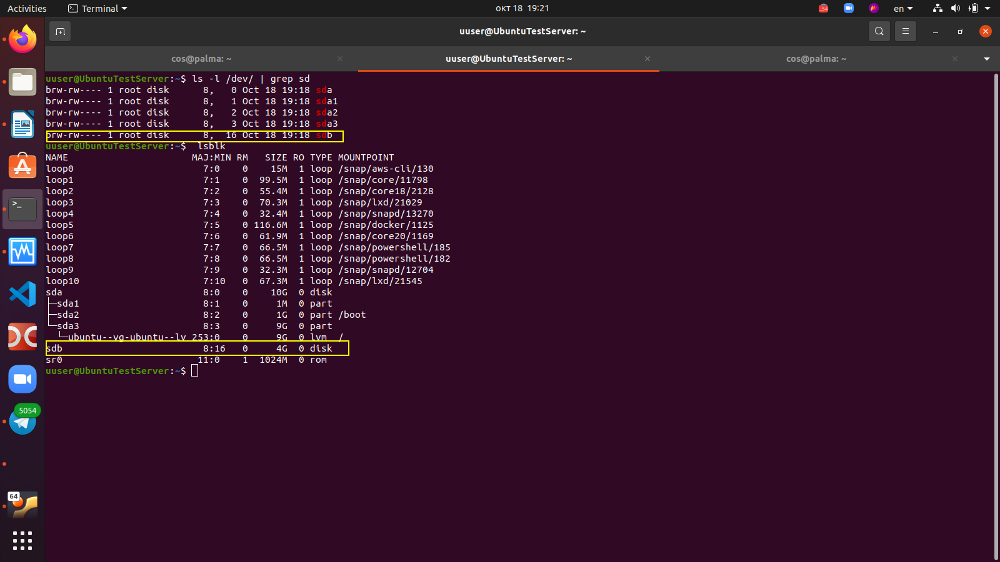 Activities
Terminal
окт 18 19:21
54
en
uuser@UbuntuTestServer: ~
cos@palma: ~
uuser@UbuntuTestServer: ~
cos@palma: ~
uuser@UbuntuTestServer:~$ ls -l /dev/ | grep sd
brw-rw---- 1 root disk      8,   0 Oct 18 19:18 sda
brw-rw---- 1 root disk      8,   1 Oct 18 19:18 sda1
brw-rw---- 1 root disk      8,   2 Oct 18 19:18 sda2
brw-rw---- 1 root disk      8,   3 Oct 18 19:18 sda3
brw-rw---- 1 root disk      8,  16 Oct 18 19:18 sdb
uuser@UbuntuTestServer:~$  lsblk
NAME                      MAJ:MIN RM   SIZE RO TYPE MOUNTPOINT
loop0                       7:0    0    15M  1 loop /snap/aws-cli/130
loop1                       7:1    0  99.5M  1 loop /snap/core/11798
loop2                       7:2    0  55.4M  1 loop /snap/core18/2128
loop3                       7:3    0  70.3M  1 loop /snap/lxd/21029
loop4                       7:4    0  32.4M  1 loop /snap/snapd/13270
loop5                       7:5    0 116.6M  1 loop /snap/docker/1125
loop6                       7:6    0  61.9M  1 loop /snap/core20/1169
loop7                       7:7    0  66.5M  1 loop /snap/powershell/185
loop8                       7:8    0  66.5M  1 loop /snap/powershell/182
loop9                       7:9    0  32.3M  1 loop /snap/snapd/12704
loop10                      7:10   0  67.3M  1 loop /snap/lxd/21545
sda                         8:0    0    10G  0 disk
├─sda1                      8:1    0     1M  0 part
├─sda2                      8:2    0     1G  0 part /boot
└─sda3                      8:3    0     9G  0 part
  └─ubuntu--vg-ubuntu--lv 253:0    0     9G  0 lvm  /
sdb                         8:16   0     4G  0 disk
sr0                        11:0    1  1024M  0 rom
uuser@UbuntuTestServer:~$
5054
64